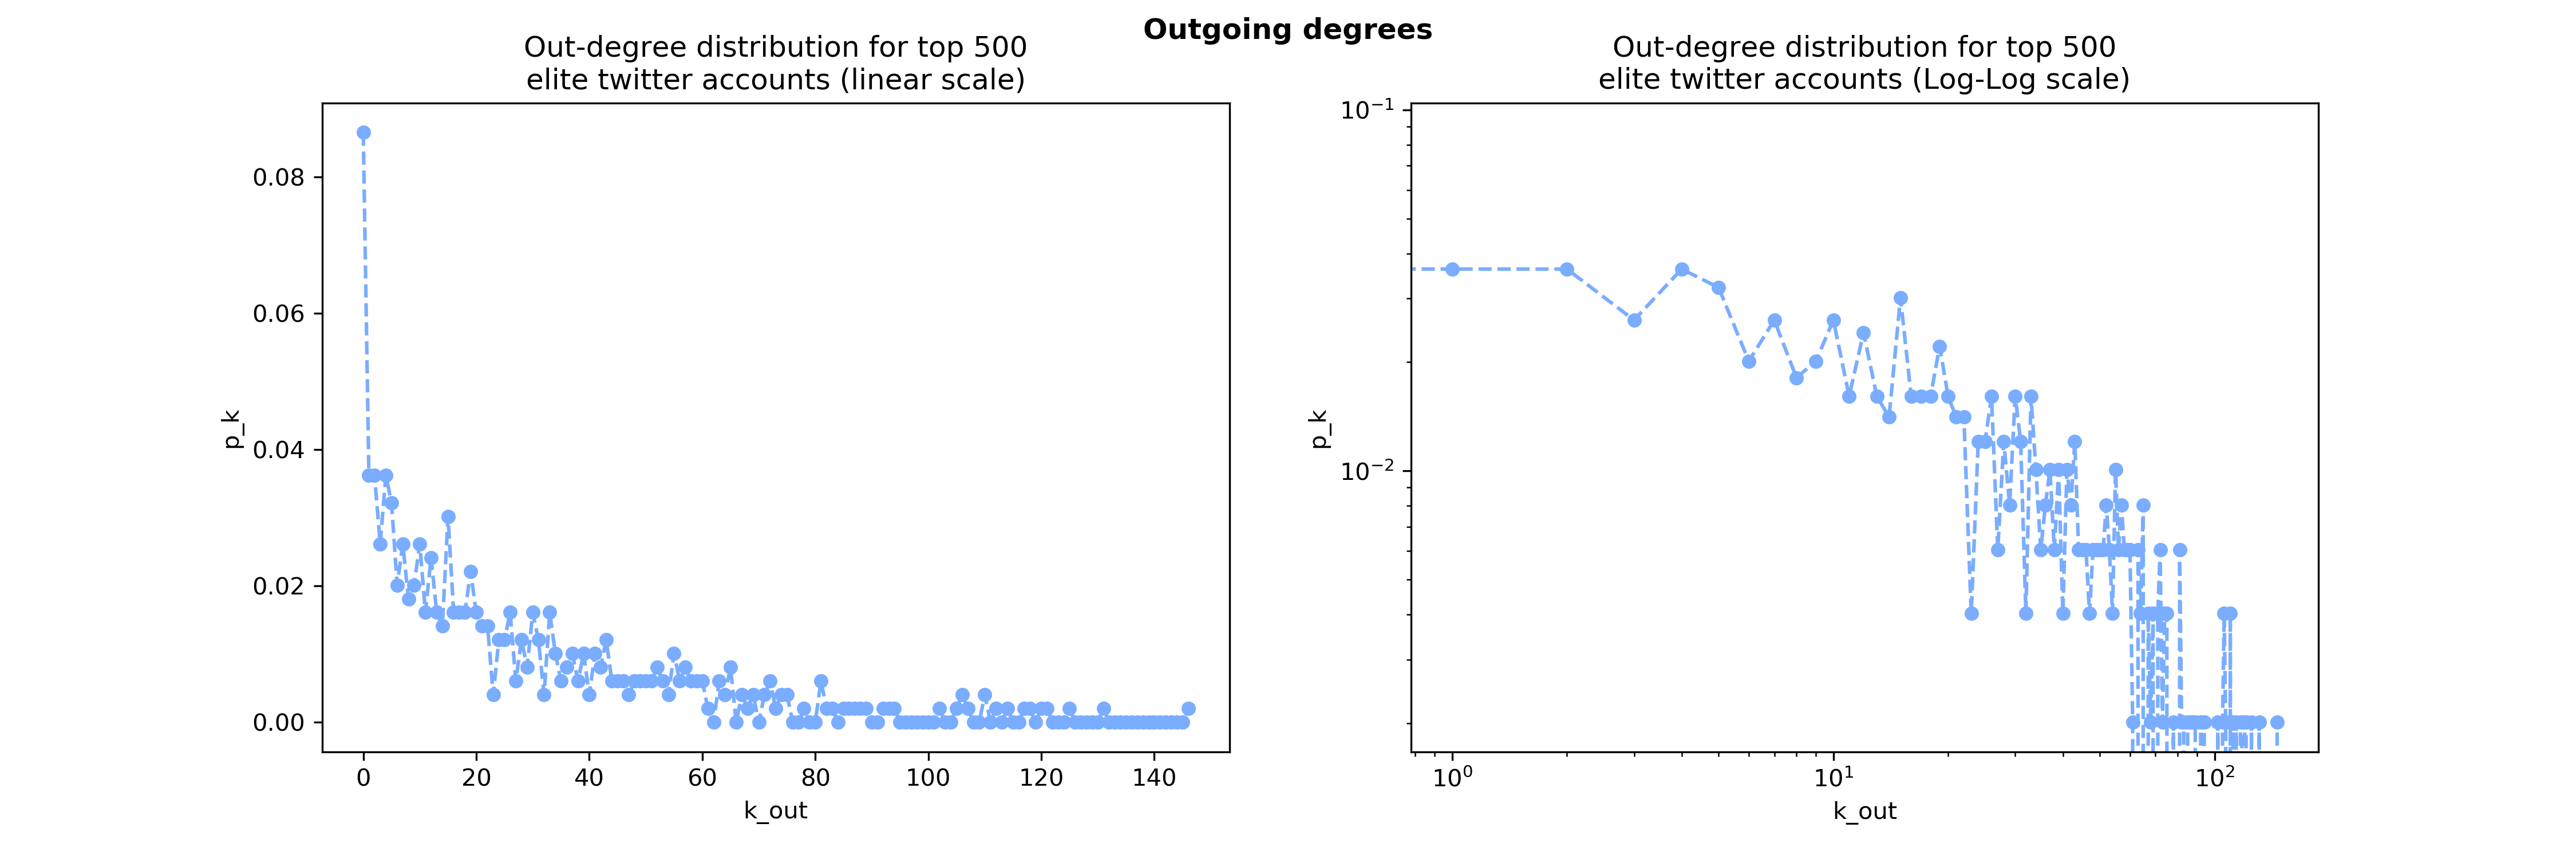 Outgoing degrees
Out-degree distribution for top 500
elite twitter accounts (linear scale)
0.08
0.06
0.04
0.02
0.00
p_k
0 20 40 60 80 100 120 140
k_out
Out-degree distribution for top 500
elite twitter accounts (Log-Log scale)
10⁻¹
10⁻²
p_k
10⁰ 10¹ 10²
k_out